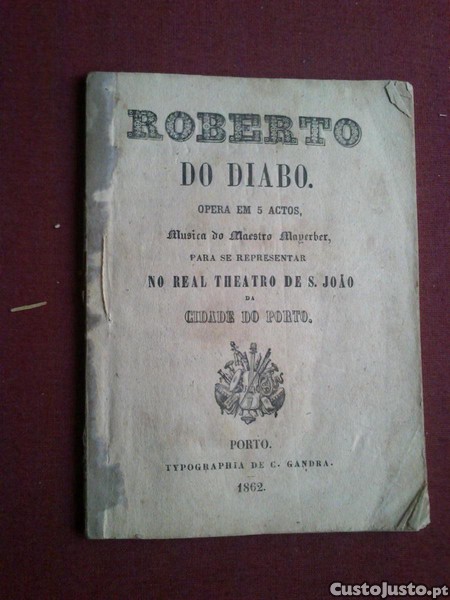 ROBERTO
DO DIABO.
OPERA EM 5 ACTOS,
Musica do Maestro Mayerber,
PARA SE REPRESENTAR
NO REAL THEATRO DE S. JOÃO
DA
CIDADE DO PORTO.
PORTO.
TYPOGRAPHIA DE C. GANDRA.
1862.
CustoJusto.pt